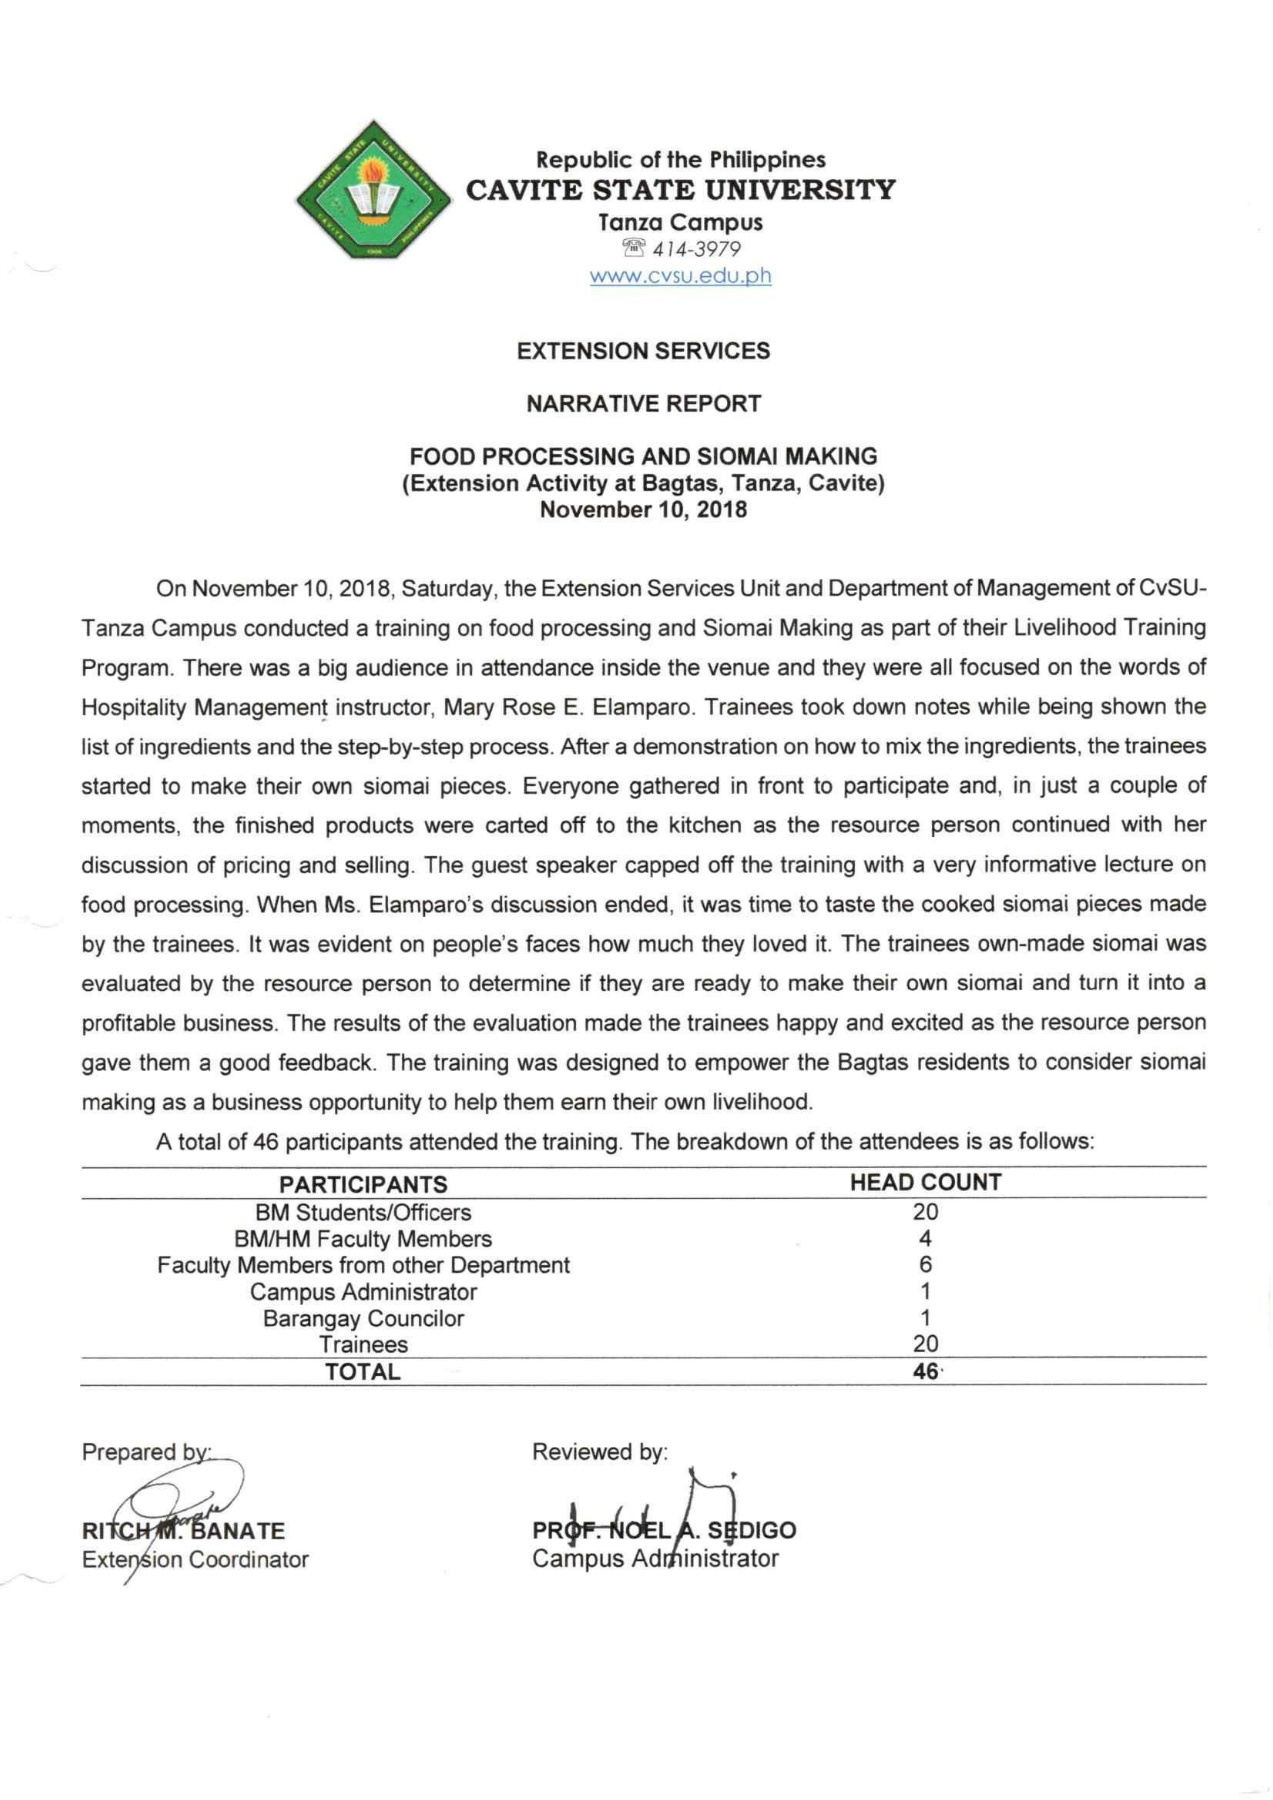 CAVITE STATE UNIVERSITY
CAVITE
1906
PHILIPPINES
Republic of the Philippines
CAVITE STATE UNIVERSITY
Tanza Campus
☏ 414-3979
www.cvsu.edu.ph
EXTENSION SERVICES
NARRATIVE REPORT
FOOD PROCESSING AND SIOMAI MAKING
(Extension Activity at Bagtas, Tanza, Cavite)
November 10, 2018
On November 10, 2018, Saturday, the Extension Services Unit and Department of Management of CvSU-
Tanza Campus conducted a training on food processing and Siomai Making as part of their Livelihood Training
Program. There was a big audience in attendance inside the venue and they were all focused on the words of
Hospitality Management instructor, Mary Rose E. Elamparo. Trainees took down notes while being shown the
list of ingredients and the step-by-step process. After a demonstration on how to mix the ingredients, the trainees
started to make their own siomai pieces. Everyone gathered in front to participate and, in just a couple of
moments, the finished products were carted off to the kitchen as the resource person continued with her
discussion of pricing and selling. The guest speaker capped off the training with a very informative lecture on
food processing. When Ms. Elamparo's discussion ended, it was time to taste the cooked siomai pieces made
by the trainees. It was evident on people's faces how much they loved it. The trainees own-made siomai was
evaluated by the resource person to determine if they are ready to make their own siomai and turn it into a
profitable business. The results of the evaluation made the trainees happy and excited as the resource person
gave them a good feedback. The training was designed to empower the Bagtas residents to consider siomai
making as a business opportunity to help them earn their own livelihood.
A total of 46 participants attended the training. The breakdown of the attendees is as follows:
PARTICIPANTS HEAD COUNT
BM Students/Officers 20
BM/HM Faculty Members 4
Faculty Members from other Department 6
Campus Administrator 1
Barangay Councilor 1
Trainees 20
TOTAL 46
Prepared by: Reviewed by:
RITCH M. BANATE PROF. NOEL A. SEDIGO
Extension Coordinator Campus Administrator